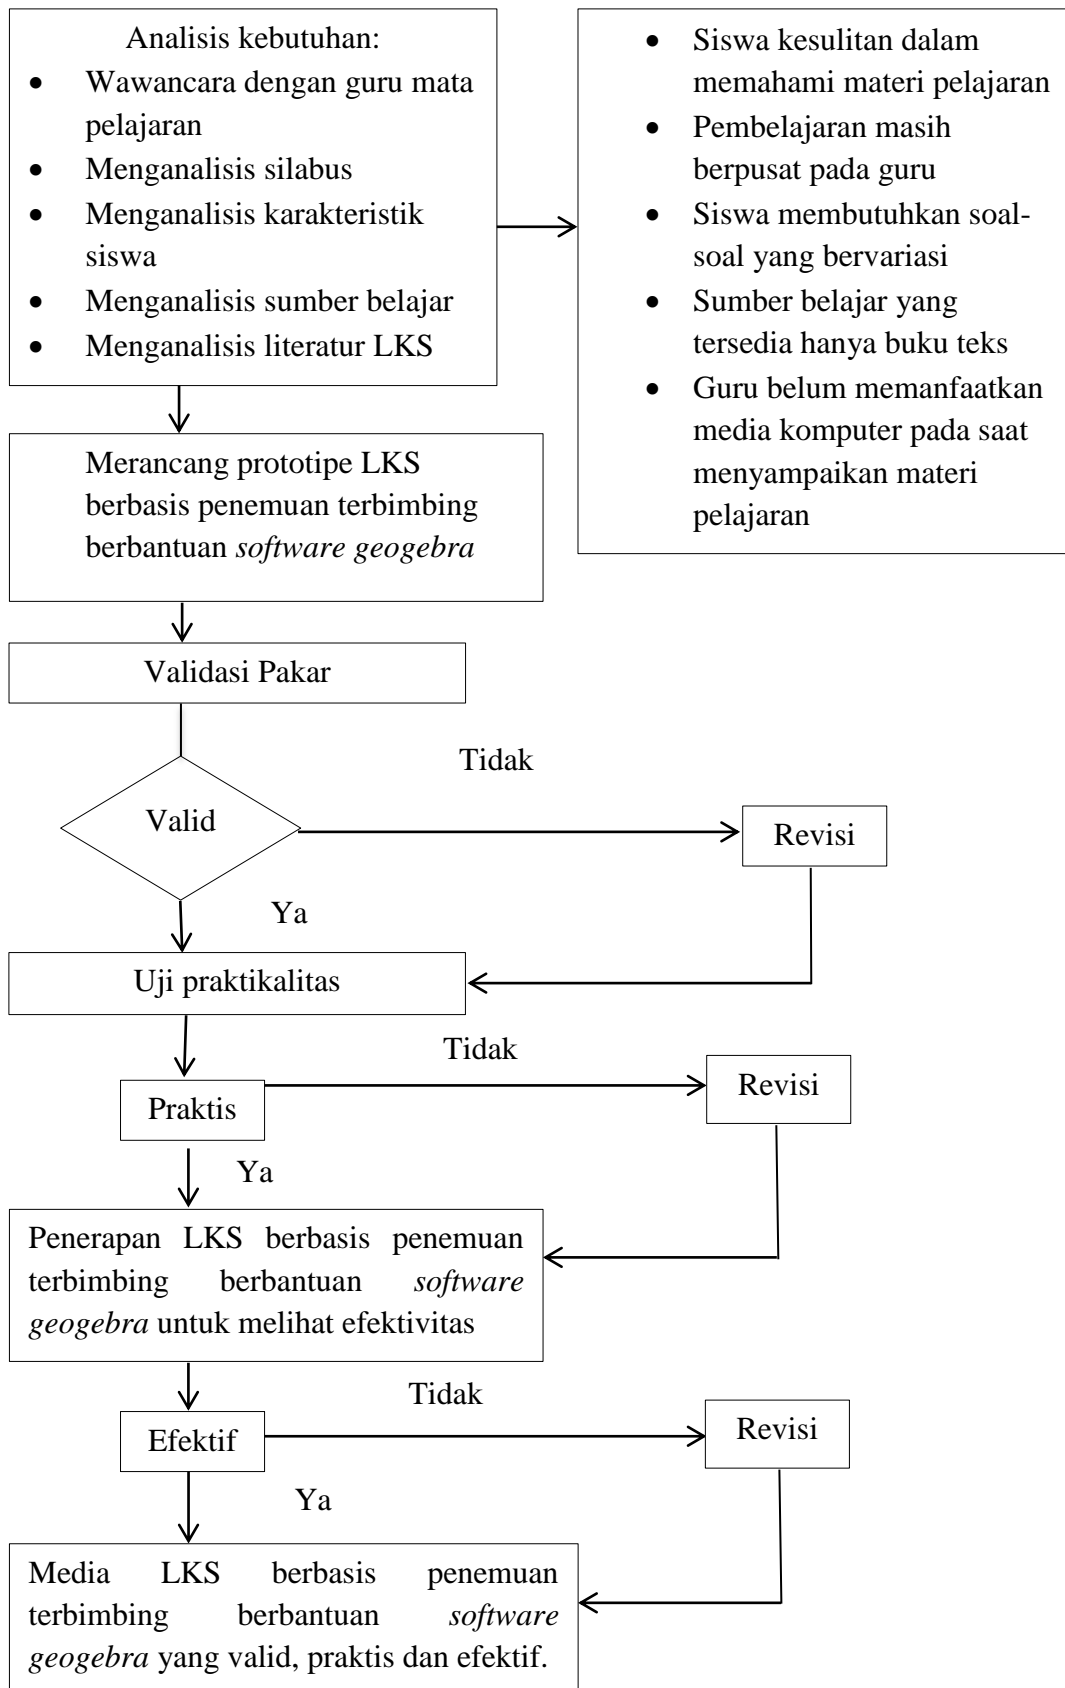 Analisis kebutuhan:
• Wawancara dengan guru mata
pelajaran
• Menganalisis silabus
• Menganalisis karakteristik
siswa
• Menganalisis sumber belajar
• Menganalisis literatur LKS
• Siswa kesulitan dalam
memahami materi pelajaran
• Pembelajaran masih
berpusat pada guru
• Siswa membutuhkan soal-
soal yang bervariasi
• Sumber belajar yang
tersedia hanya buku teks
• Guru belum memanfaatkan
media komputer pada saat
menyampaikan materi
pelajaran
Merancang prototipe LKS
berbasis penemuan terbimbing
berbantuan software geogebra
Validasi Pakar
Tidak
Valid
Revisi
Ya
Uji praktikalitas
Tidak
Praktis
Revisi
Ya
Penerapan LKS berbasis penemuan
terbimbing berbantuan software
geogebra untuk melihat efektivitas
Tidak
Efektif
Revisi
Ya
Media LKS berbasis penemuan
terbimbing berbantuan software
geogebra yang valid, praktis dan efektif.